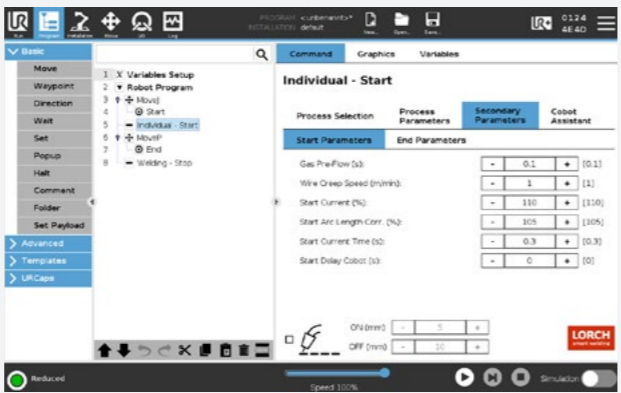 PROGRAM <unnamed>*
INSTALLATION default
Run Program Installation Move I/O Log New... Open... Save...
0124
4E40
Basic
Move
Waypoint
Direction
Wait
Set
Popup
Halt
Comment
Folder
Set Payload
Advanced
Templates
URCaps
1 X Variables Setup
2 Robot Program
3 MoveJ
4 Start
5 Individual - Start
6 MoveP
7 End
8 Welding - Stop
Command Graphics Variables
Individual - Start
Process Selection Process Parameters Secondary Parameters Cobot Assistant
Start Parameters End Parameters
Gas Pre-Flow (s): - 0.1 + [0.1]
Wire Creep Speed (m/min): - 1 + [1]
Start Current (%): - 110 + [110]
Start Arc Length Corr. (%): - 105 + [105]
Start Current Time (s): - 0.3 + [0.3]
Start Delay Cobot (s): - 0 + [0]
ON (mm) - 5 +
OFF (mm) - 10 +
LORCH
smart welding
Reduced
Speed 100%
Simulation